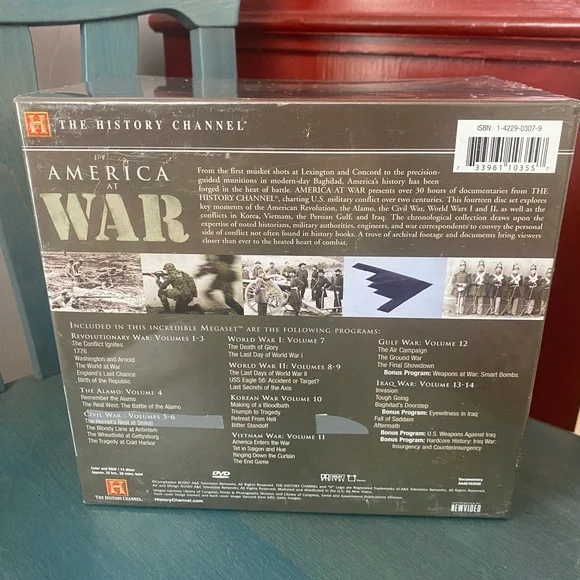 H THE HISTORY CHANNEL
ISBN: 1-4229-0307-9
7 33961 10355 7
AMERICA
AT
WAR
From the first musket shots at Lexington and Concord to the precision-
guided munitions in modern-day Baghdad, America's history has been
forged in the heat of battle. AMERICA AT WAR presents over 30 hours of documentaries from THE
HISTORY CHANNEL®, charting U.S. military conflict over two centuries. This fourteen disc set explores
key moments of the American Revolution, the Alamo, the Civil War, World Wars I and II, as well as the
conflicts in Korea, Vietnam, the Persian Gulf, and Iraq. The chronological collection draws upon the
expertise of noted historians, military authorities, engineers, and war correspondents to convey the personal
side of conflict not often found in history books. A trove of archival footage and documents bring viewers
closer than ever to the heated heart of combat.
INCLUDED IN THIS INCREDIBLE MEGASET™ ARE THE FOLLOWING PROGRAMS:
REVOLUTIONARY WAR: VOLUMES 1-3
The Conflict Ignites
1776
Washington and Arnold
The World at War
England's Last Chance
Birth of the Republic
THE ALAMO: VOLUME 4
Remember the Alamo
The Real West: The Battle of the Alamo
CIVIL WAR: VOLUMES 5-6
The Hornet's Nest at Shiloh
The Bloody Lane at Antietam
The Wheatfield at Gettysburg
The Tragedy at Cold Harbor
WORLD WAR I: VOLUME 7
The Death of Glory
The Last Day of World War I
WORLD WAR II: VOLUMES 8-9
The Last Days of World War II
USS Eagle 56: Accident or Target?
Last Secrets of the Axis
KOREAN WAR: VOLUME 10
Making of a Bloodbath
Triumph to Tragedy
Retreat From Hell
Bitter Standoff
VIETNAM WAR: VOLUME 11
America Enters the War
Tet in Saigon and Hue
Ringing Down the Curtain
The End Game
GULF WAR: VOLUME 12
The Air Campaign
The Ground War
The Final Showdown
Bonus Program: Weapons at War: Smart Bombs
IRAQ WAR: VOLUME 13-14
Invasion
Tough Going
Baghdad's Doorstep
Bonus Program: Eyewitness in Iraq
Fall of Saddam
Aftermath
Bonus Program: U.S. Weapons Against Iraq
Bonus Program: Hardcore History: Iraq War:
Insurgency and Counterinsurgency
DVD
DOLBY
Documentary
H
THE HISTORY CHANNEL.
HistoryChannel.com
NEWVIDEO